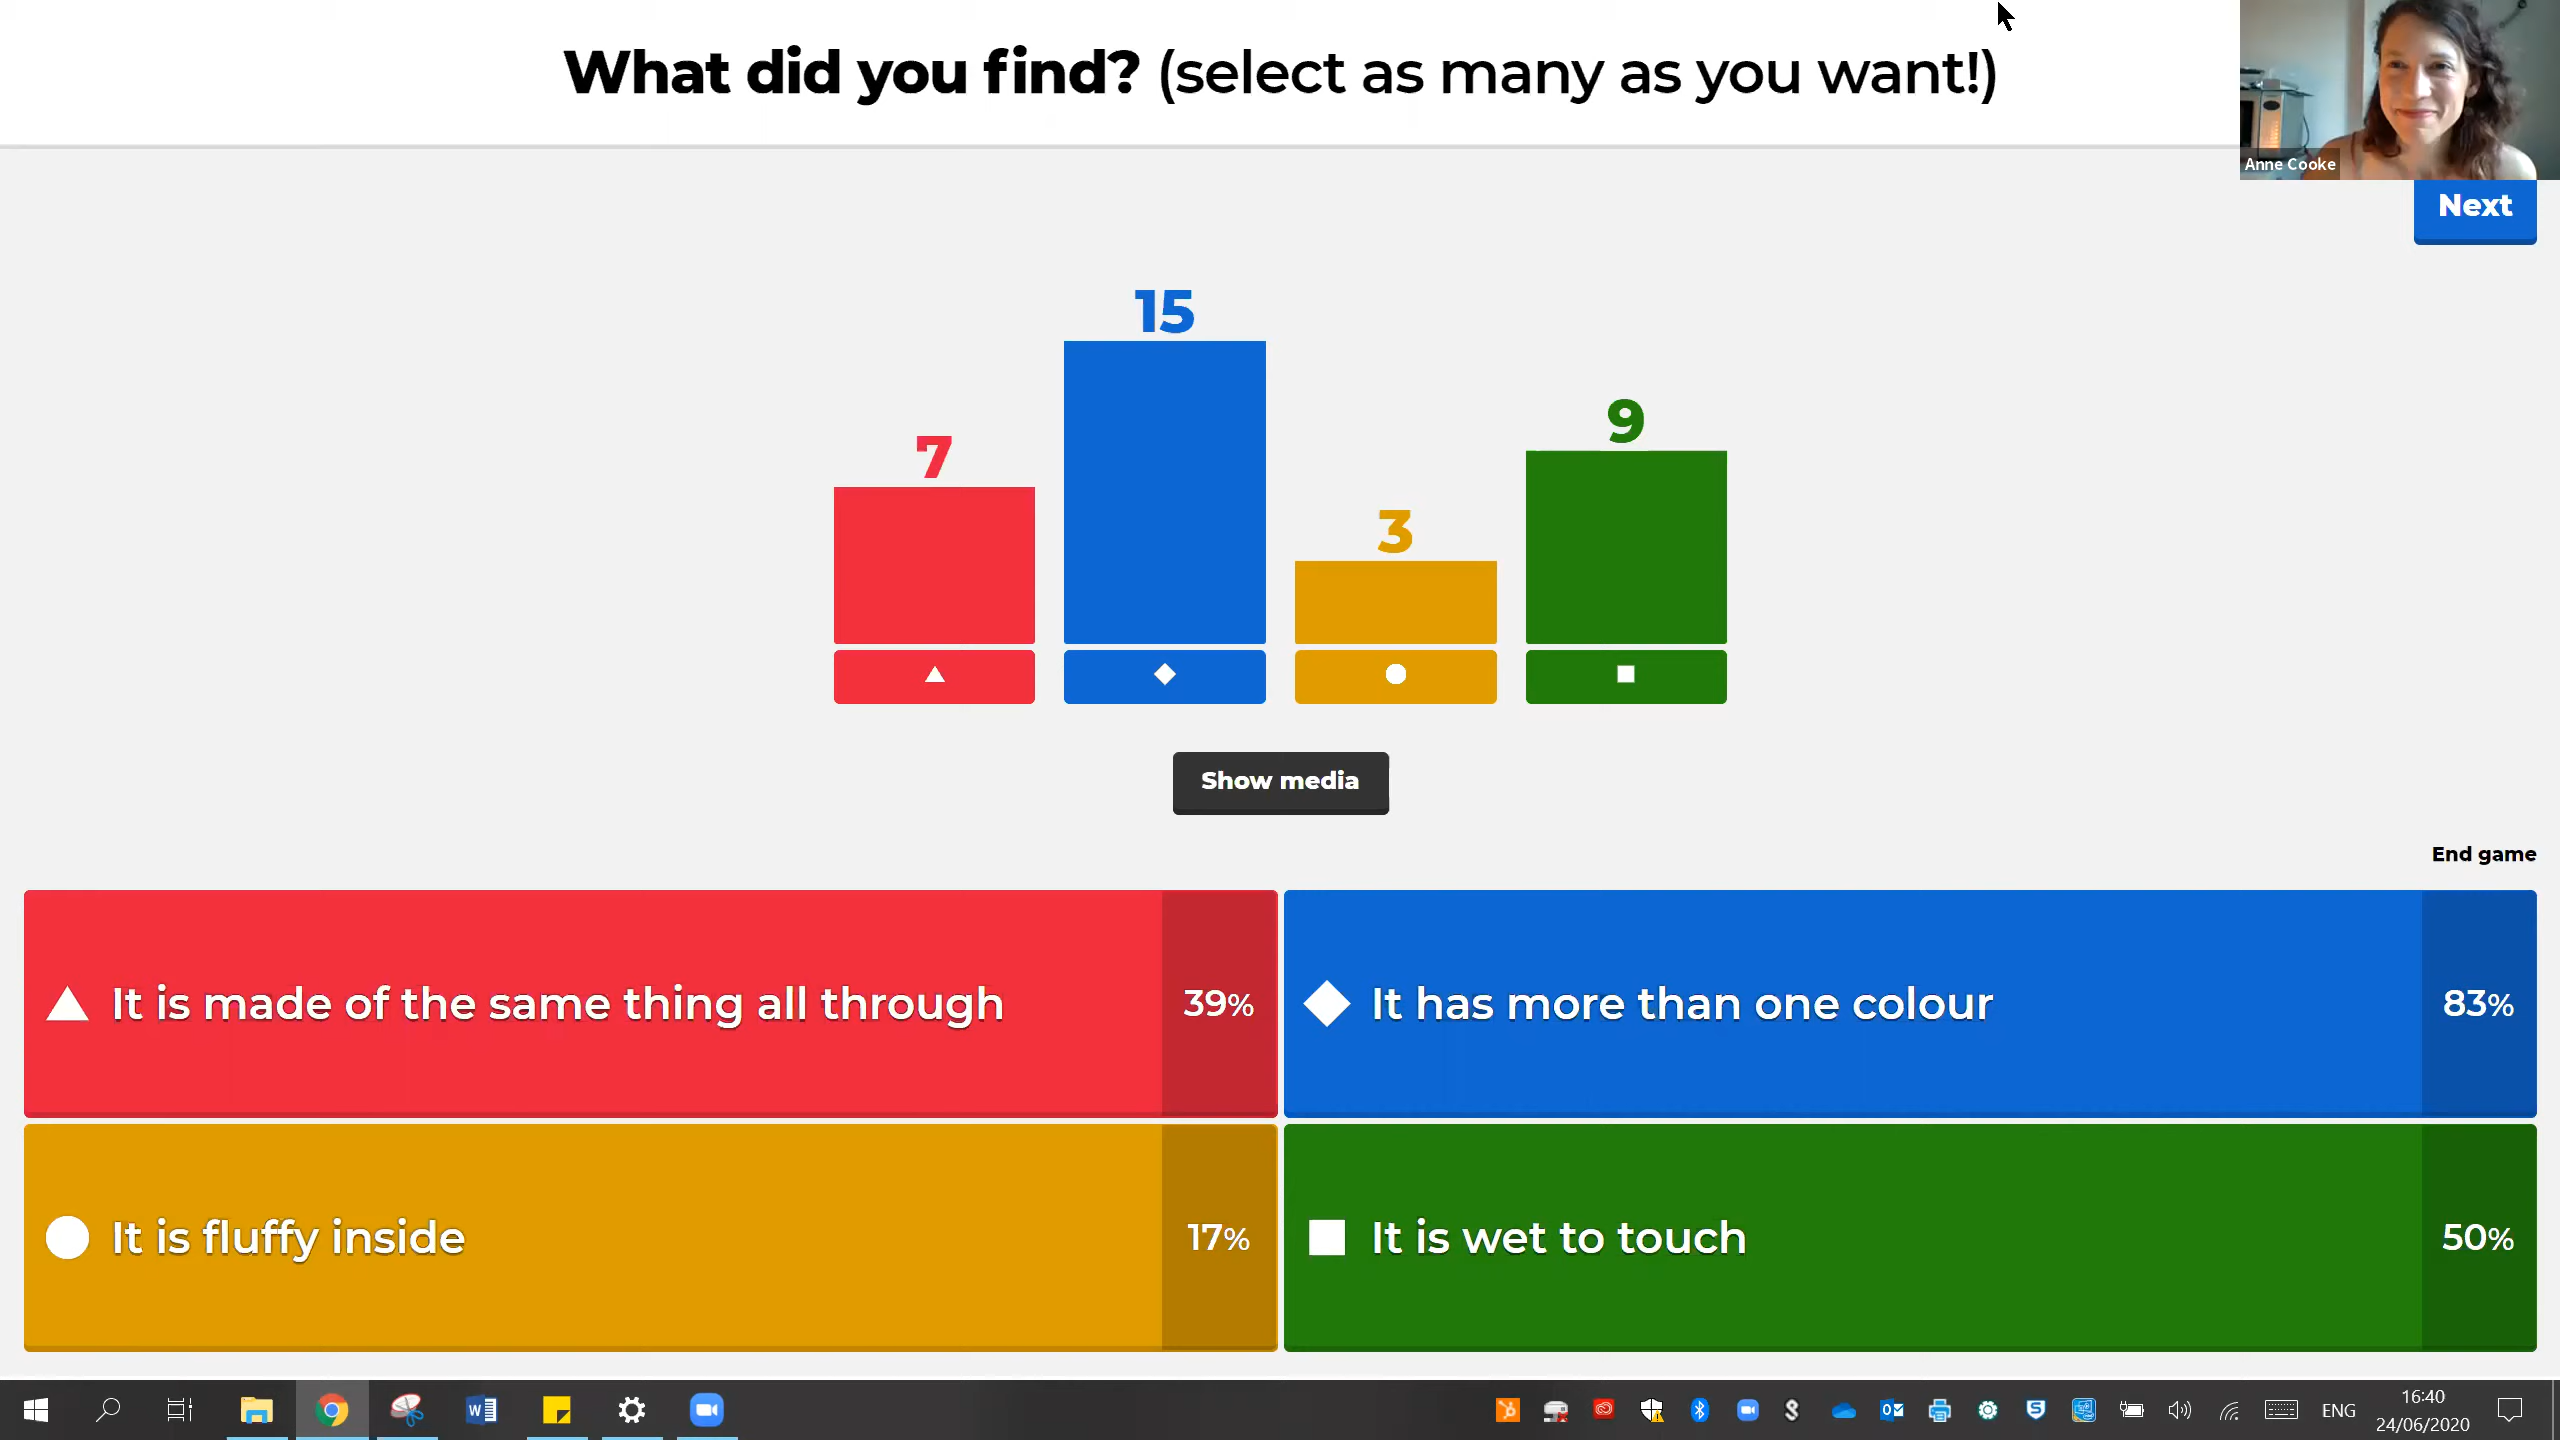 What did you find? (select as many as you want!)
Anne Cooke
Next
15
9
7
3
Show media
End game
It is made of the same thing all through
39%
It has more than one colour
83%
It is fluffy inside
17%
It is wet to touch
50%
ENG
16:40
24/06/2020